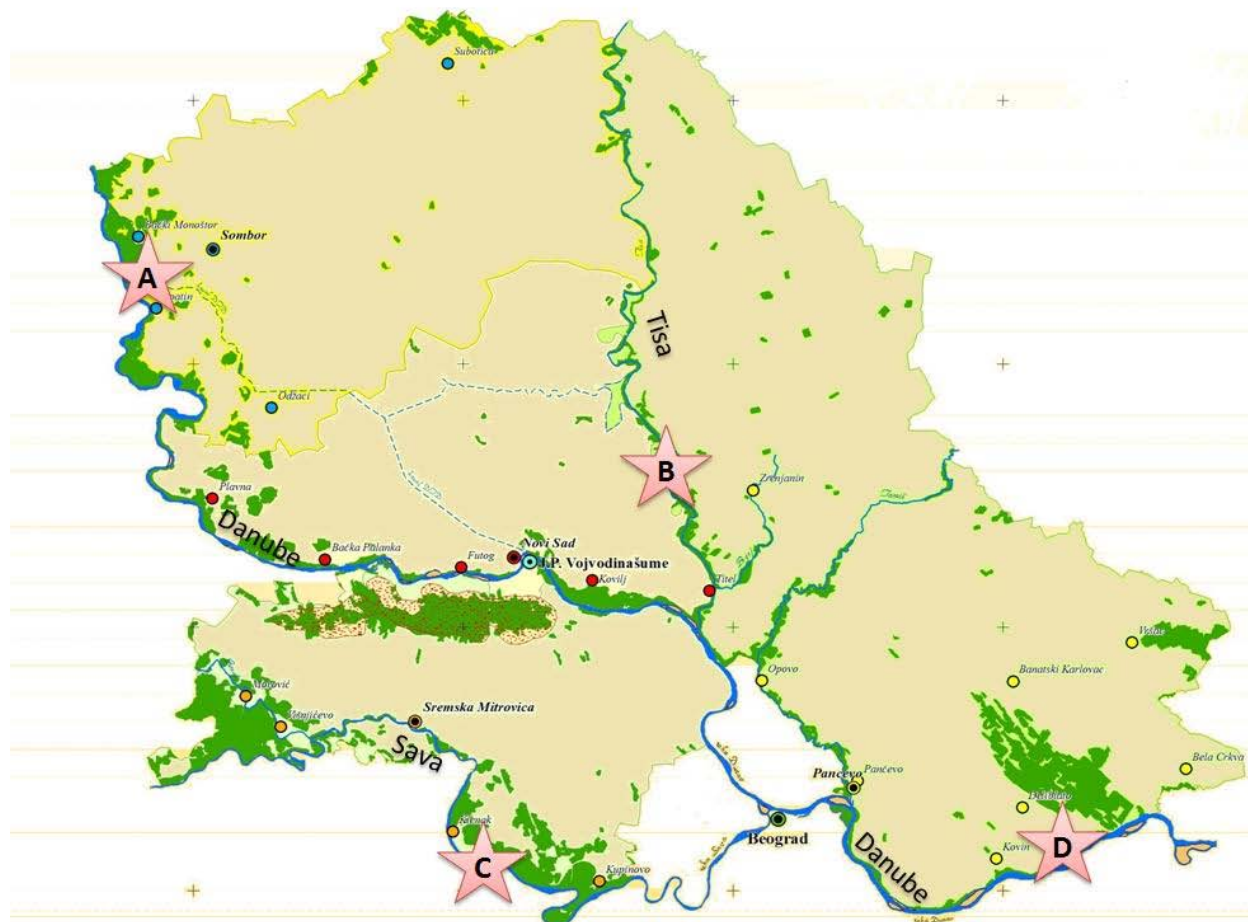 Subotica
Bački Monoštor
Sombor
A
Tisa
Odžaci
B
Plavna
Zrenjanin
Danube
Novi Sad
Bačka Palanka
Futog
J.P. Vojvodinašume
Kovilj
Titel
Vršac
Opovo
Banatski Karlovac
Morović
Višnjićevo
Sremska Mitrovica
Sava
Pančevo
Pančevo
Bela Crkva
Beograd
D
Kovin
C
Kupinovo
Danube